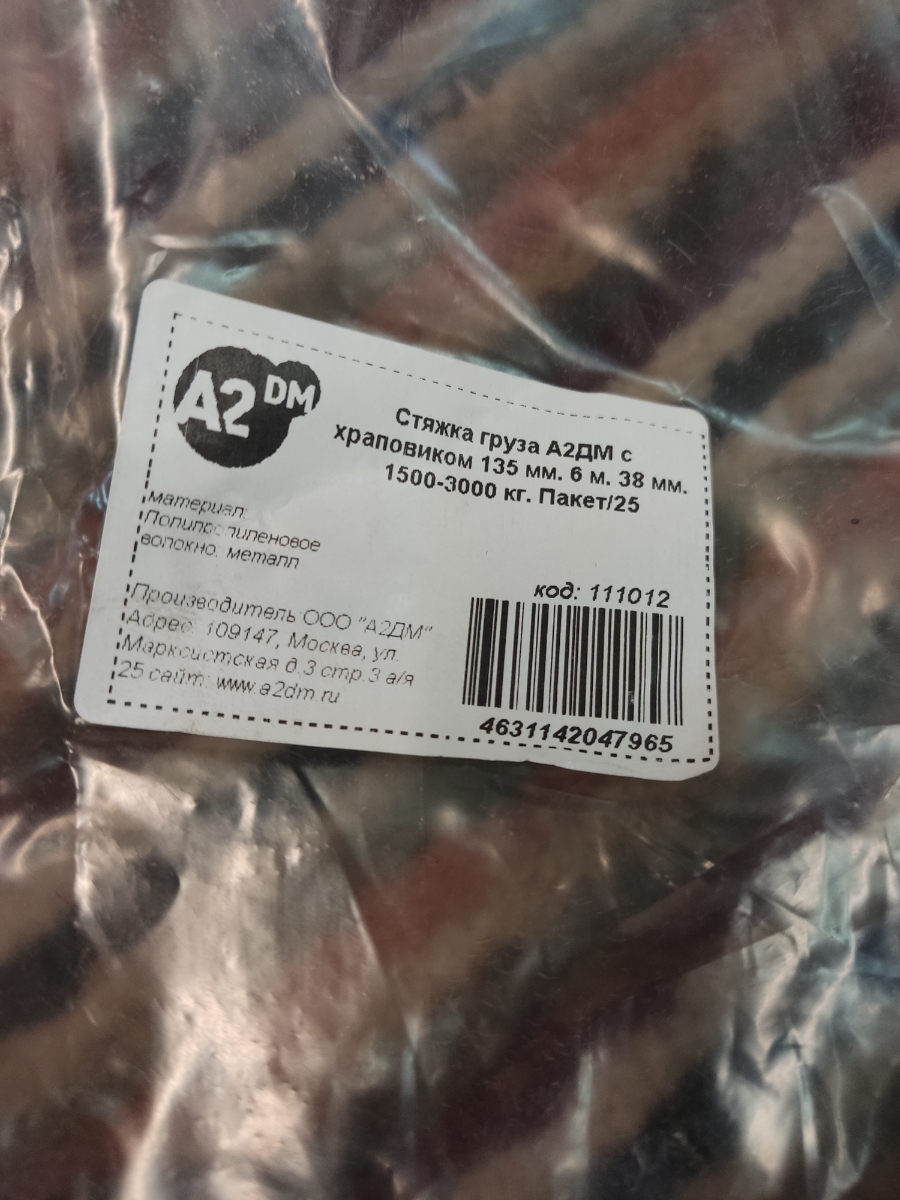 A2DM
Стяжка груза А2ДМ с
храповиком 135 мм. 6 м. 38 мм.
1500-3000 кг. Пакет/25
материал:
Полипропиленовое
волокно, металл
Производитель ООО "А2ДМ"
Адрес: 109147, Москва, ул.
Марксистская д.3 стр.3 а/я
25 сайт: www.a2dm.ru
код: 111012
4631142047965